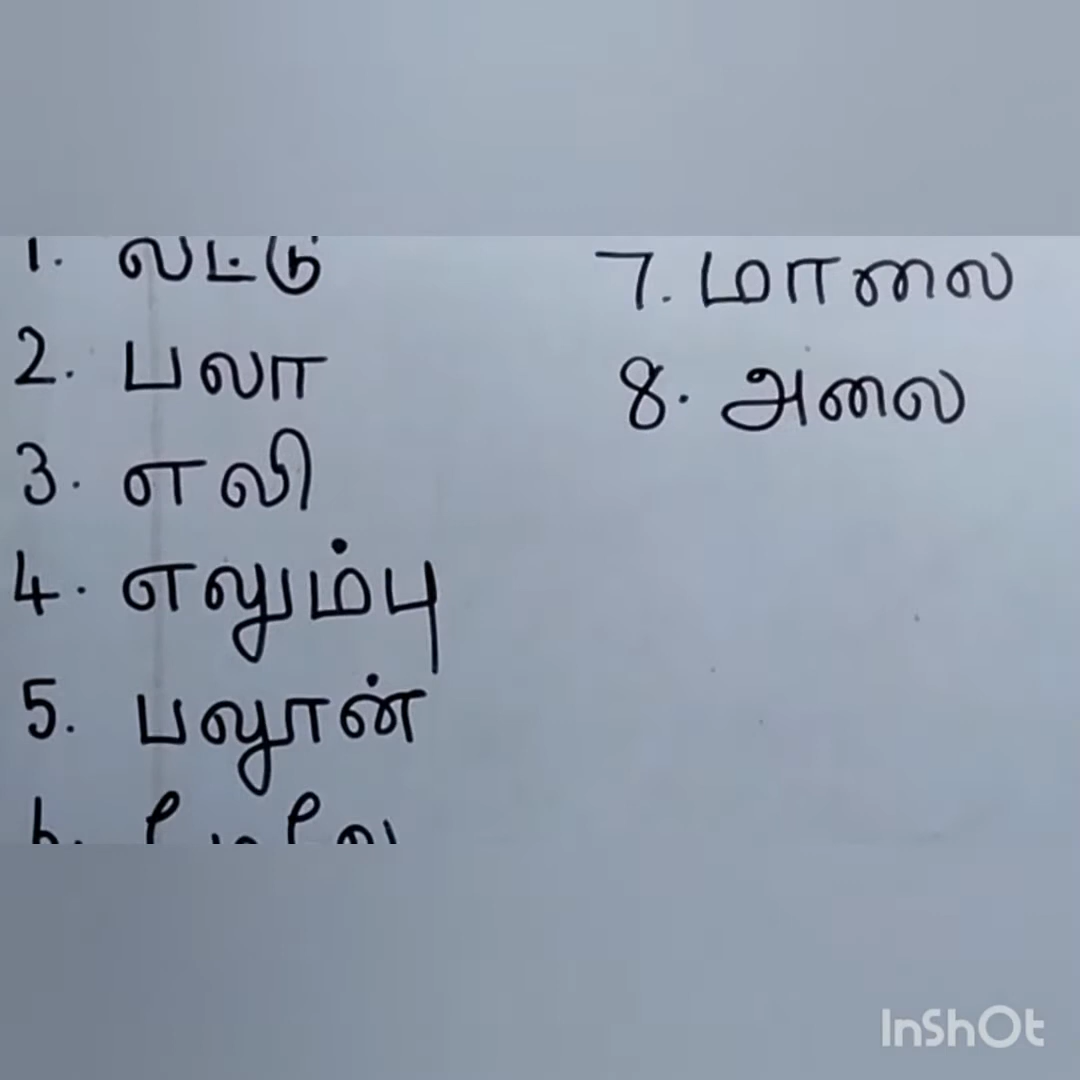 1. லட்டு
2. பலா
3. எலி
4. எலும்பு
5. பலூன்
7. மாலை
8. அலை
InShOt